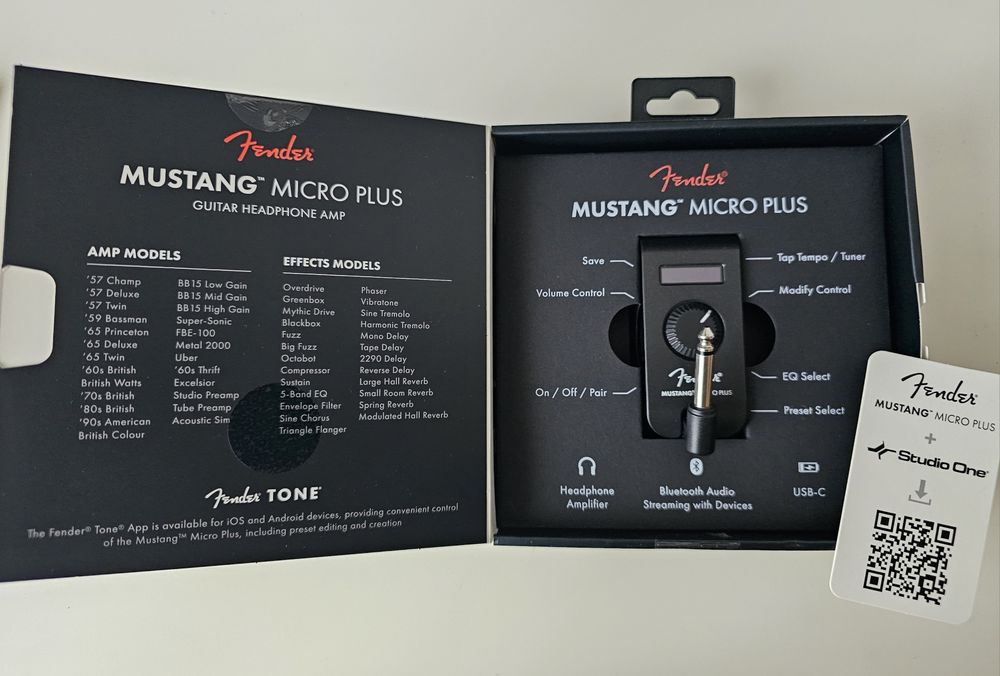 Fender
MUSTANG™ MICRO PLUS
GUITAR HEADPHONE AMP
AMP MODELS
'57 Champ
'57 Deluxe
'57 Twin
'59 Bassman
'65 Princeton
'65 Deluxe
'65 Twin
'60s British
British Watts
'70s British
'80s British
'90s American
British Colour
BB15 Low Gain
BB15 Mid Gain
BB15 High Gain
Super-Sonic
FBE-100
Metal 2000
Uber
'60s Thrift
Excelsior
Studio Preamp
Tube Preamp
Acoustic Sim
EFFECTS MODELS
Overdrive
Greenbox
Mythic Drive
Blackbox
Fuzz
Big Fuzz
Octobot
Compressor
Sustain
5-Band EQ
Envelope Filter
Sine Chorus
Triangle Flanger
Phaser
Vibratone
Sine Tremolo
Harmonic Tremolo
Mono Delay
Tape Delay
2290 Delay
Reverse Delay
Large Hall Reverb
Small Room Reverb
Spring Reverb
Modulated Hall Reverb
Fender TONE®
The Fender® Tone® App is available for iOS and Android devices, providing convenient control
of the Mustang™ Micro Plus, including preset editing and creation
Fender®
MUSTANG™ MICRO PLUS
Save
Volume Control
On / Off / Pair
Tap Tempo / Tuner
Modify Control
EQ Select
Preset Select
Fender
MUSTANG MICRO PLUS
Headphone
Amplifier
Bluetooth Audio
Streaming with Devices
USB-C
Fender
MUSTANG™ MICRO PLUS
+
Studio One®